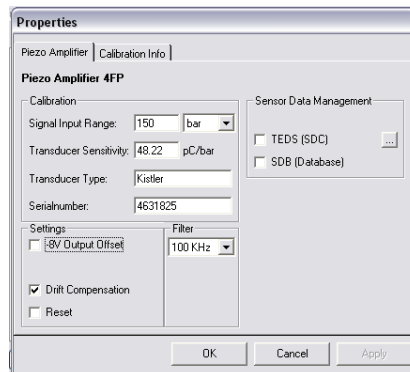 Properties
Piezo Amplifier Calibration Info
Piezo Amplifier 4FP
Calibration
Signal Input Range: 150 bar
Transducer Sensitivity: 48.22 pC/bar
Transducer Type: Kistler
Serialnumber: 4631825
Sensor Data Management
TEDS (SDC) ...
SDB (Database)
Settings
-8V Output Offset
Drift Compensation
Reset
Filter
100 KHz
OK Cancel Apply